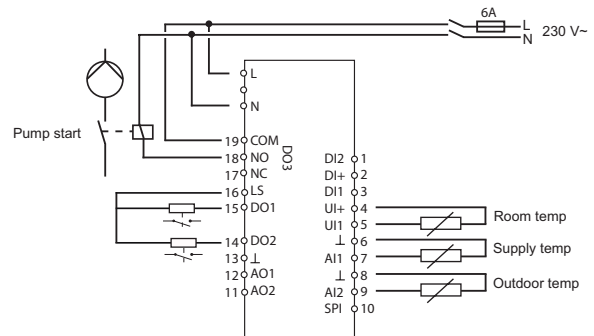 6A
L
N
230 V~
L
N
Pump start
19 COM
18 NO
17 NC
DO3
16 LS
15 DO1
14 DO2
13 ⊥
12 AO1
11 AO2
DI2 1
DI+ 2
DI1 3
UI+ 4
UI1 5
⊥ 6
AI1 7
⊥ 8
AI2 9
SPI 10
Room temp
Supply temp
Outdoor temp